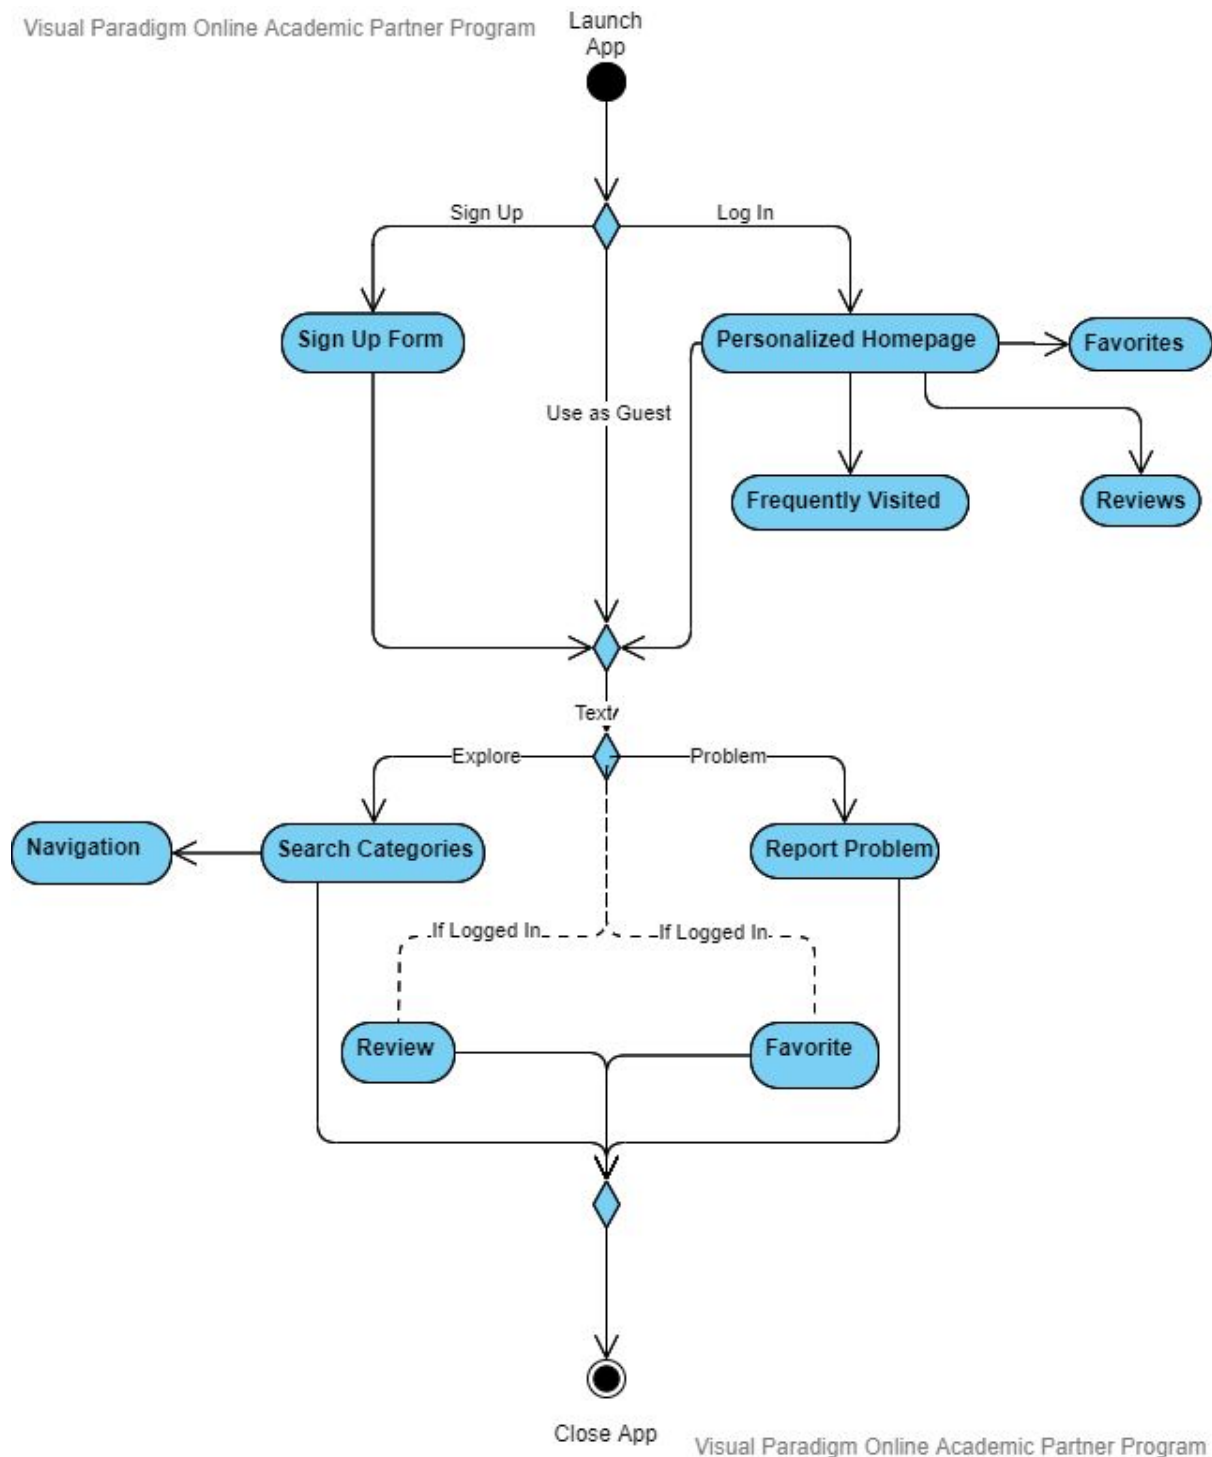 Visual Paradigm Online Academic Partner Program
Launch
App
Sign Up
Log In
Sign Up Form
Personalized Homepage
Favorites
Use as Guest
Frequently Visited
Reviews
Text
Explore
Problem
Navigation
Search Categories
Report Problem
If Logged In
If Logged In
Review
Favorite
Close App
Visual Paradigm Online Academic Partner Program